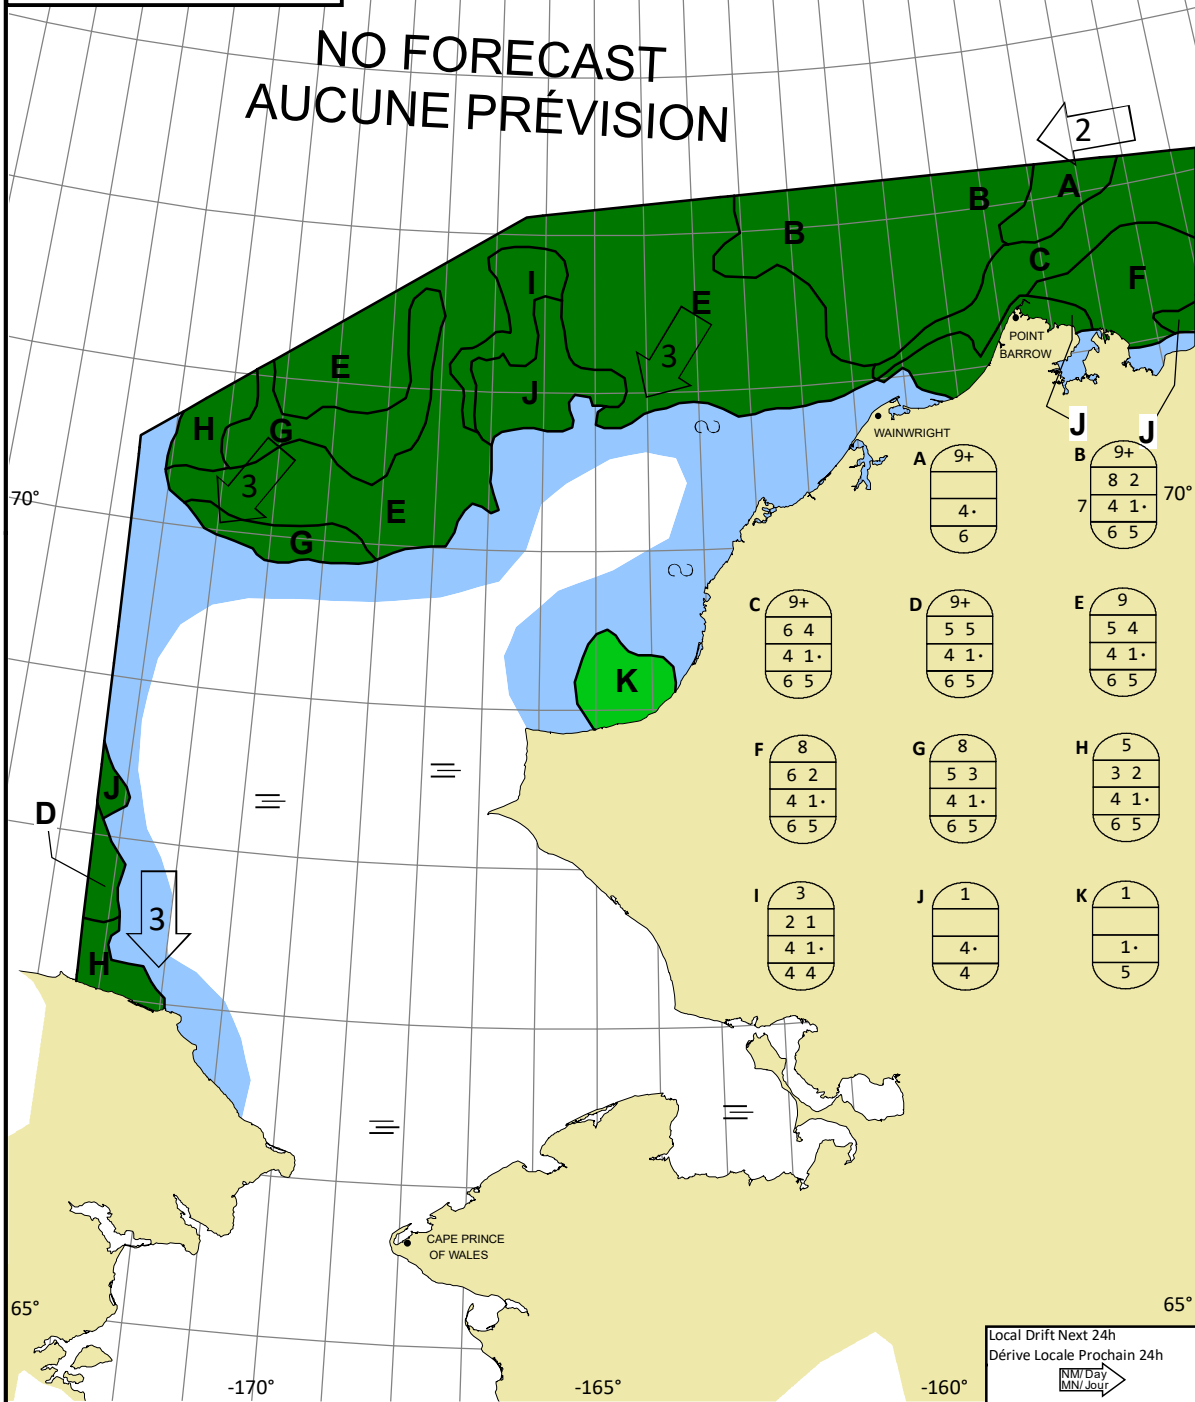 NO FORECAST
AUCUNE PRÉVISION
2
A
B
B
C
F
I
E
3
E
J
H
G
3
E
G
POINT
BARROW
WAINWRIGHT
J
J
70°
70°
K
J
D
3
H
A
9+
4•
6
B
9+
8 2
7 4 1•
6 5
C
9+
6 4
4 1•
6 5
D
9+
5 5
4 1•
6 5
E
9
5 4
4 1•
6 5
F
8
6 2
4 1•
6 5
G
8
5 3
4 1•
6 5
H
5
3 2
4 1•
6 5
I
3
2 1
4 1•
4 4
J
1
4•
4
K
1
1•
5
CAPE PRINCE
OF WALES
65°
65°
-170°
-165°
-160°
Local Drift Next 24h
Dérive Locale Prochain 24h
NM/Day
MN/Jour